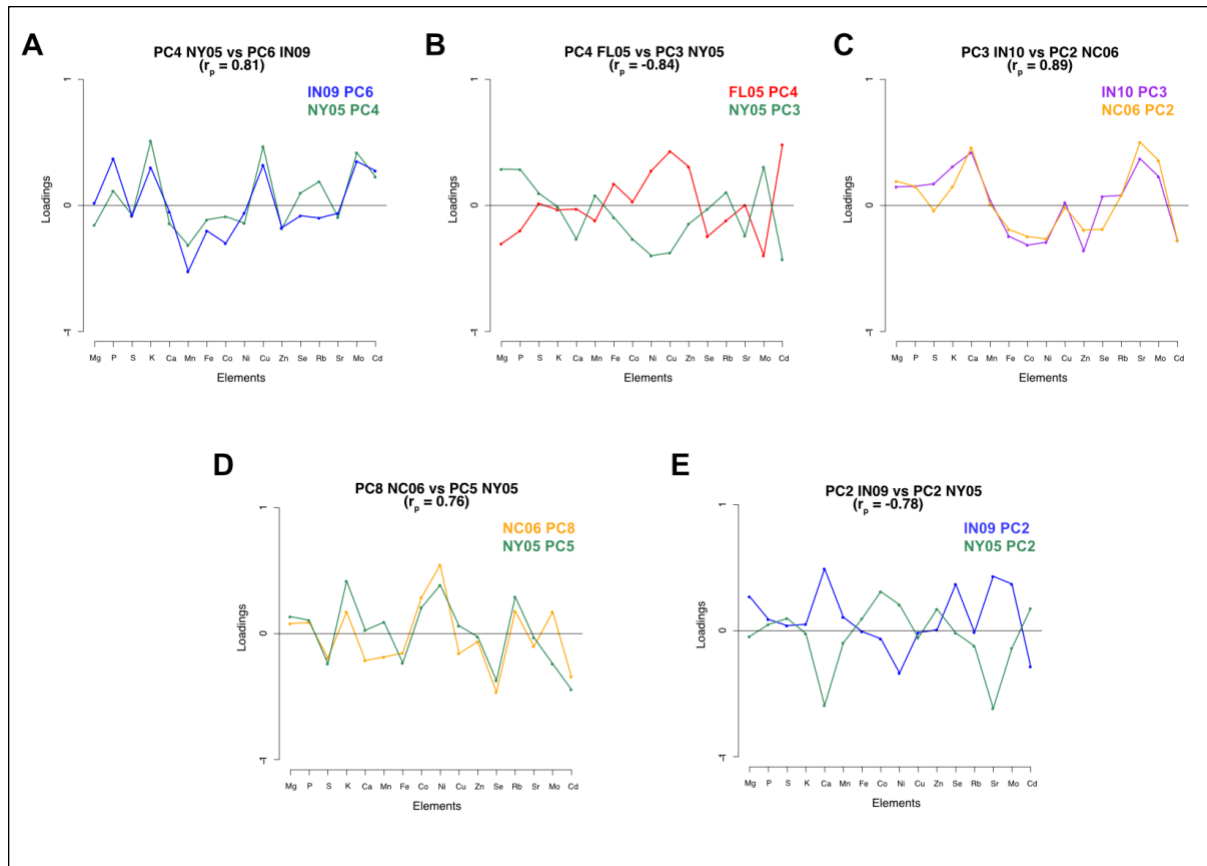 A
PC4 NY05 vs PC6 IN09
(rp = 0.81)
IN09 PC6
NY05 PC4
1
0
-1
Loadings
Mg P S K Ca Mn Fe Co Ni Cu Zn Se Rb Sr Mo Cd
Elements
B
PC4 FL05 vs PC3 NY05
(rp = -0.84)
FL05 PC4
NY05 PC3
1
0
-1
Loadings
Mg P S K Ca Mn Fe Co Ni Cu Zn Se Rb Sr Mo Cd
Elements
C
PC3 IN10 vs PC2 NC06
(rp = 0.89)
IN10 PC3
NC06 PC2
1
0
-1
Loadings
Mg P S K Ca Mn Fe Co Ni Cu Zn Se Rb Sr Mo Cd
Elements
D
PC8 NC06 vs PC5 NY05
(rp = 0.76)
NC06 PC8
NY05 PC5
1
0
-1
Loadings
Mg P S K Ca Mn Fe Co Ni Cu Zn Se Rb Sr Mo Cd
Elements
E
PC2 IN09 vs PC2 NY05
(rp = -0.78)
IN09 PC2
NY05 PC2
1
0
-1
Loadings
Mg P S K Ca Mn Fe Co Ni Cu Zn Se Rb Sr Mo Cd
Elements